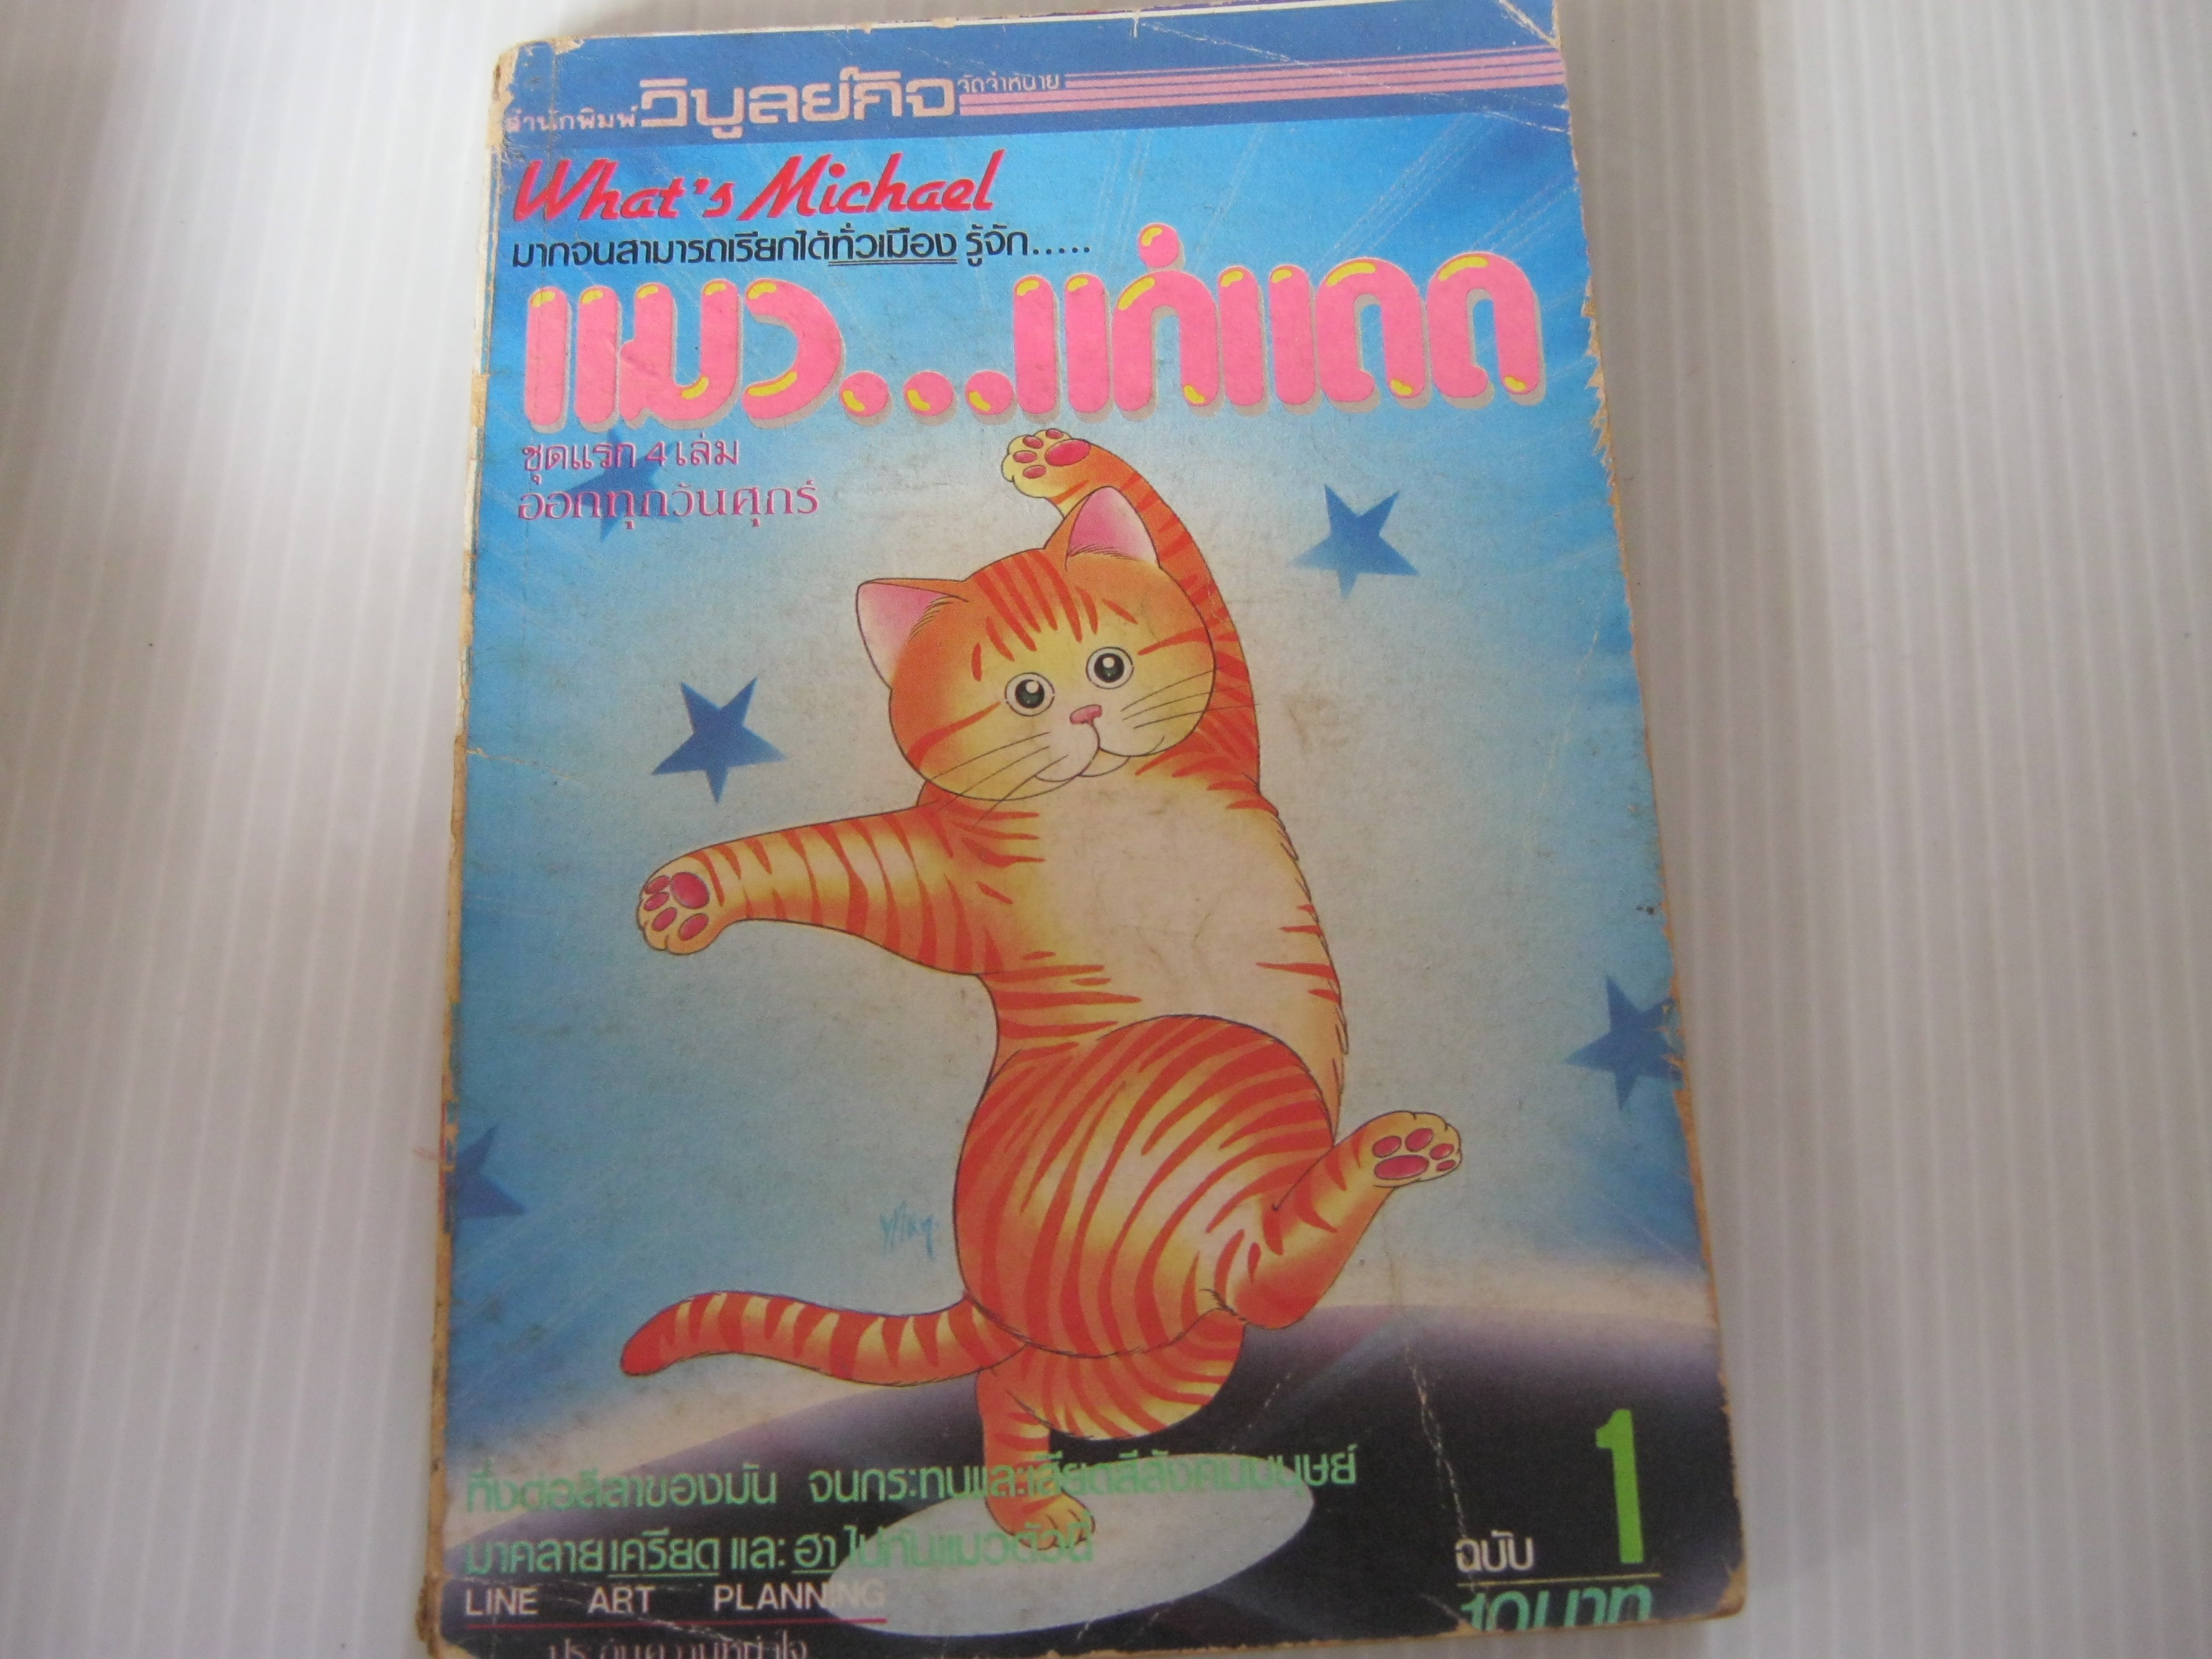 สำนักพิมพ์ วิบูลย์กิจ จัดจำหน่าย
What's Michael
มากจนสามารถเรียกได้ทั่วเมือง รู้จัก.....
แมว...แก่แดด
ชุดแรก 4 เล่ม
ออกทุกวันศุกร์
ทึ่งต่อลีลาของมัน จนกระทบและเสียดสีสังคมมนุษย์
มาคลายเครียด และ ฮา ไปกับแมวตัวนี้
LINE ART PLANNING
ฉบับ 1
10 บาท